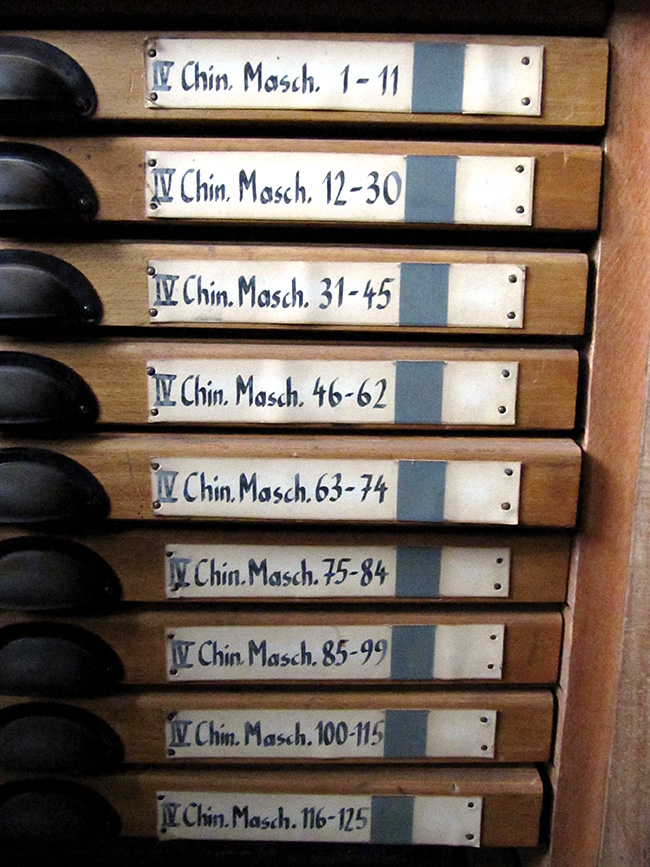 IV Chin. Masch. 1-11
IV Chin. Masch. 12-30
IV Chin. Masch. 31-45
IV Chin. Masch. 46-62
IV Chin. Masch. 63-74
IV Chin. Masch. 75-84
IV Chin. Masch. 85-99
IV Chin. Masch. 100-115
IV Chin. Masch. 116-125